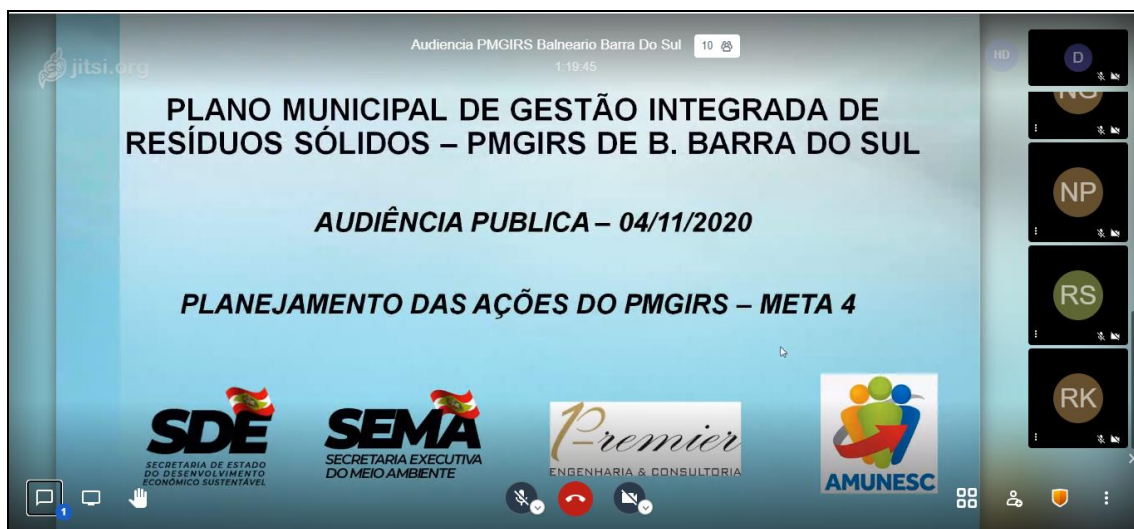 Audiencia PMGIRS Balneario Barra Do Sul 10
1:19:45
jitsi.org
HD
D
PLANO MUNICIPAL DE GESTÃO INTEGRADA DE
RESÍDUOS SÓLIDOS – PMGIRS DE B. BARRA DO SUL
AUDIÊNCIA PUBLICA – 04/11/2020
PLANEJAMENTO DAS AÇÕES DO PMGIRS – META 4
NG
NP
RS
RK
SDE
SECRETARIA DE ESTADO
DO DESENVOLVIMENTO
ECONÔMICO SUSTENTÁVEL
SEMA
SECRETARIA EXECUTIVA
DO MEIO AMBIENTE
Premier
ENGENHARIA & CONSULTORIA
AMUNESC
1